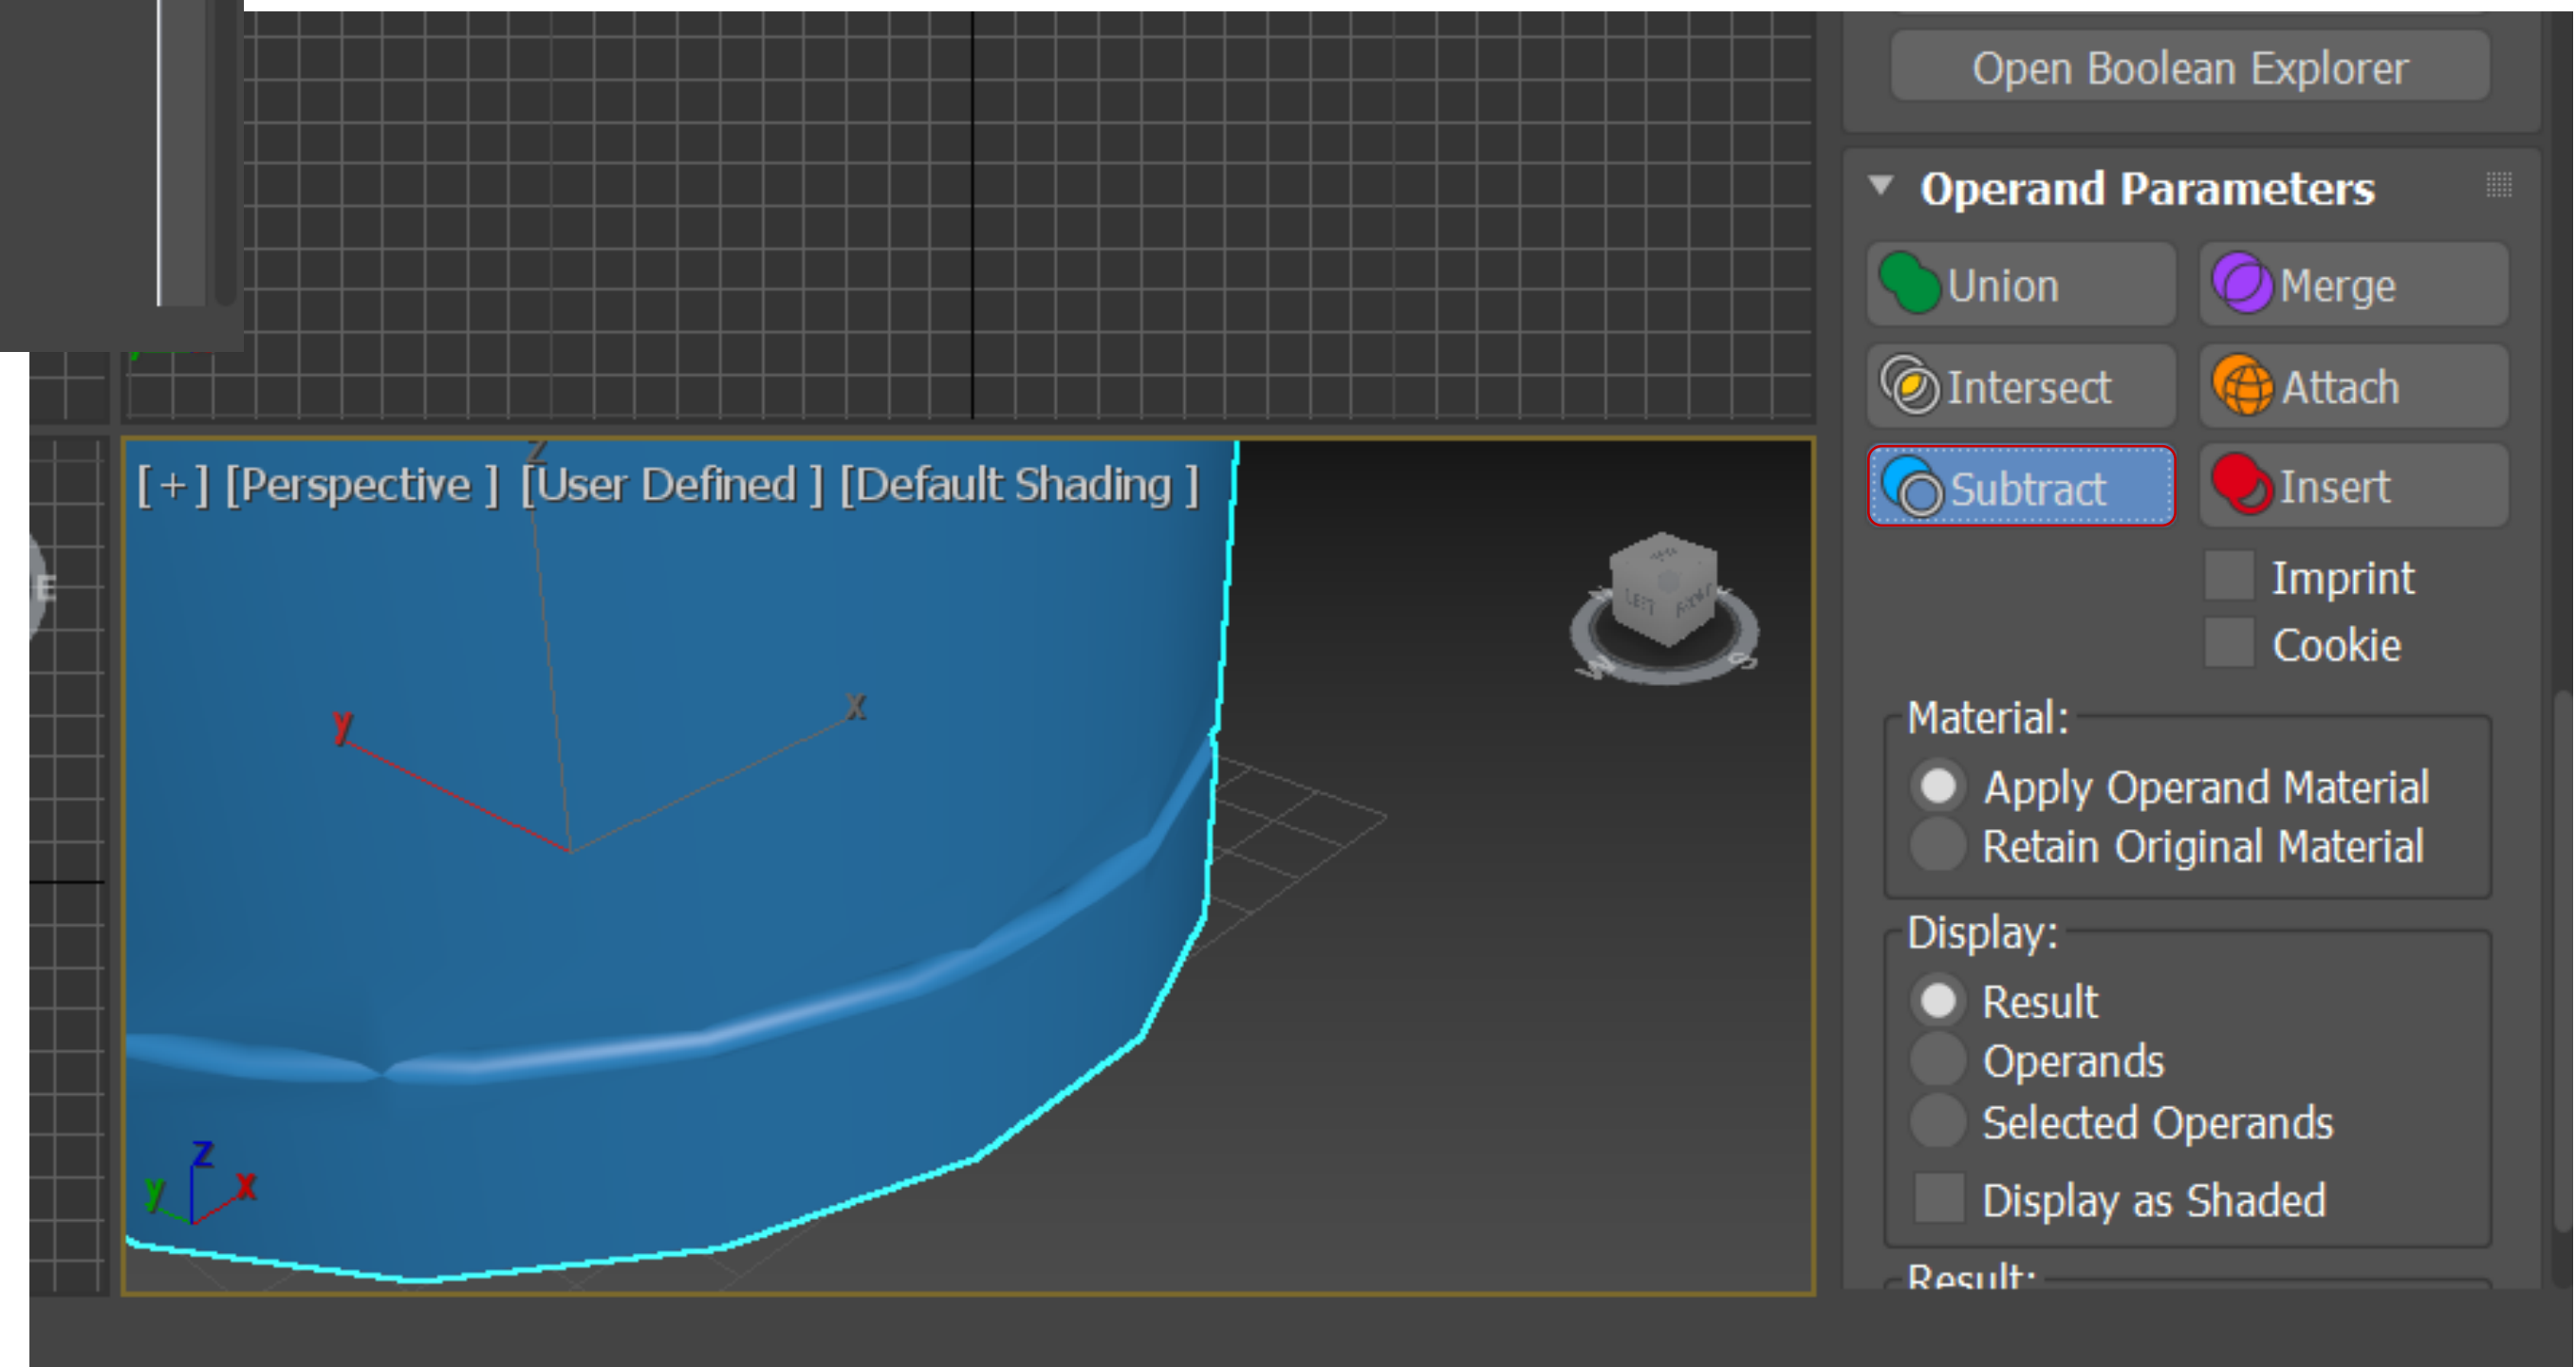 Open Boolean Explorer
Operand Parameters
Union
Merge
Intersect
Attach
Subtract
Insert
Imprint
Cookie
Material:
Apply Operand Material
Retain Original Material
Display:
Result
Operands
Selected Operands
Display as Shaded
Result:
[ + ] [Perspective ] [User Defined ] [Default Shading ]
z
y
x
E
LEFT
S
z
y
x